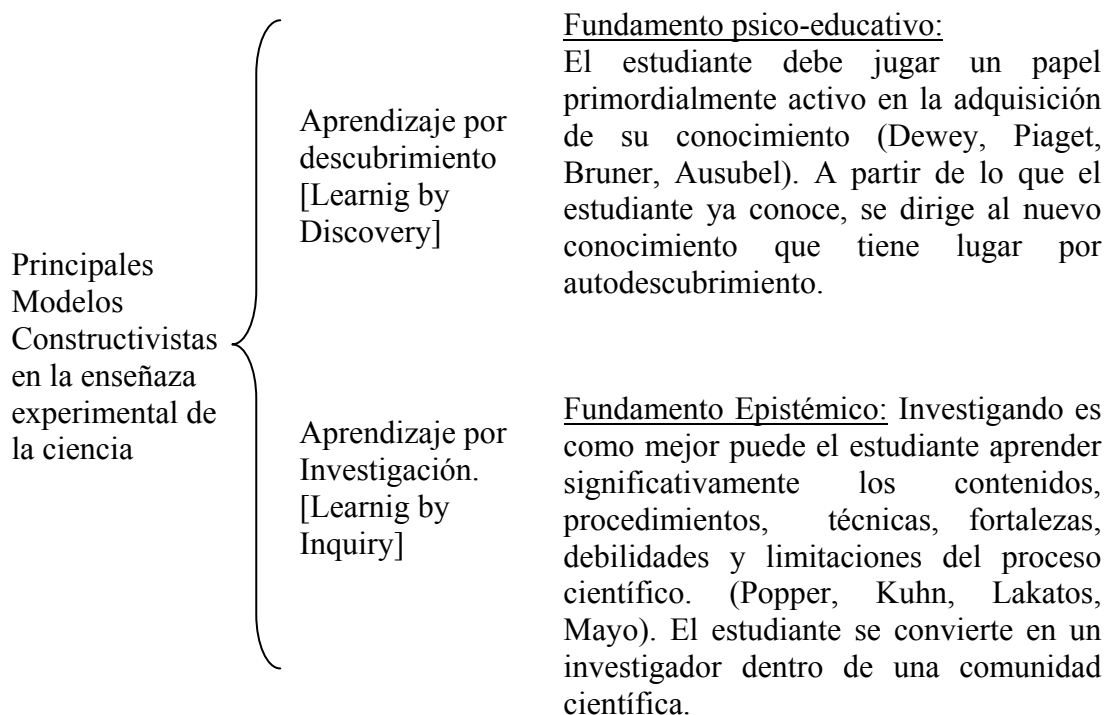 Principales
Modelos
Constructivistas
en la enseñaza
experimental de
la ciencia
Aprendizaje por
descubrimiento
[Learnig by
Discovery]
Fundamento psico-educativo:
El estudiante debe jugar un papel
primordialmente activo en la adquisición
de su conocimiento (Dewey, Piaget,
Bruner, Ausubel). A partir de lo que el
estudiante ya conoce, se dirige al nuevo
conocimiento que tiene lugar por
autodescubrimiento.
Aprendizaje por
Investigación.
[Learnig by
Inquiry]
Fundamento Epistémico: Investigando es
como mejor puede el estudiante aprender
significativamente los contenidos,
procedimientos, técnicas, fortalezas,
debilidades y limitaciones del proceso
científico. (Popper, Kuhn, Lakatos,
Mayo). El estudiante se convierte en un
investigador dentro de una comunidad
científica.